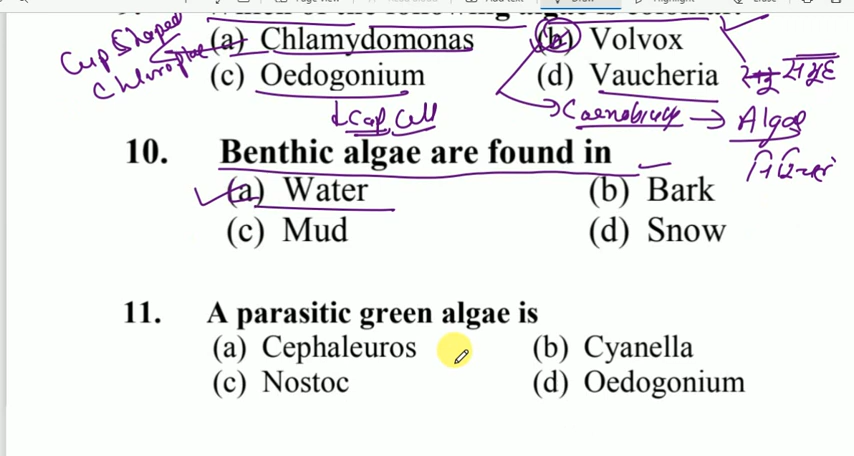 Cup Shaped
Chloroplast
(a) Chlamydomonas (b) Volvox
(c) Oedogonium (d) Vaucheria
Cap Cell
Coenobium → Algae
समूह
10. Benthic algae are found in
(a) Water (b) Bark
(c) Mud (d) Snow
11. A parasitic green algae is
(a) Cephaleuros (b) Cyanella
(c) Nostoc (d) Oedogonium